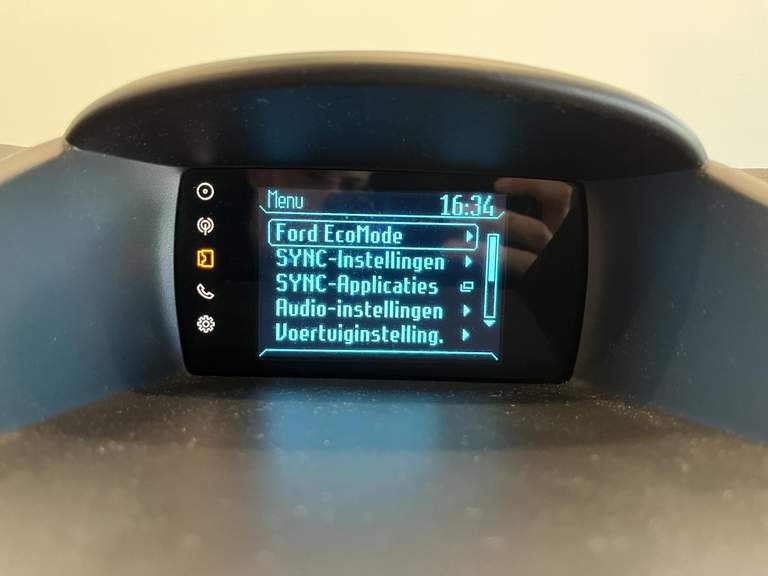 Menu 16:34
Ford EcoMode
SYNC-Instellingen
SYNC-Applicaties
Audio-instellingen
Voertuiginstelling.